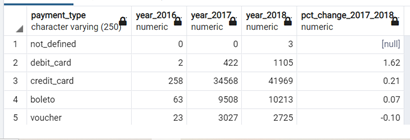 payment_type year_2016 year_2017 year_2018 pct_change_2017_2018
character varying (250) numeric numeric numeric numeric
1 not_defined 0 0 3 [null]
2 debit_card 2 422 1105 1.62
3 credit_card 258 34568 41969 0.21
4 boleto 63 9508 10213 0.07
5 voucher 23 3027 2725 -0.10